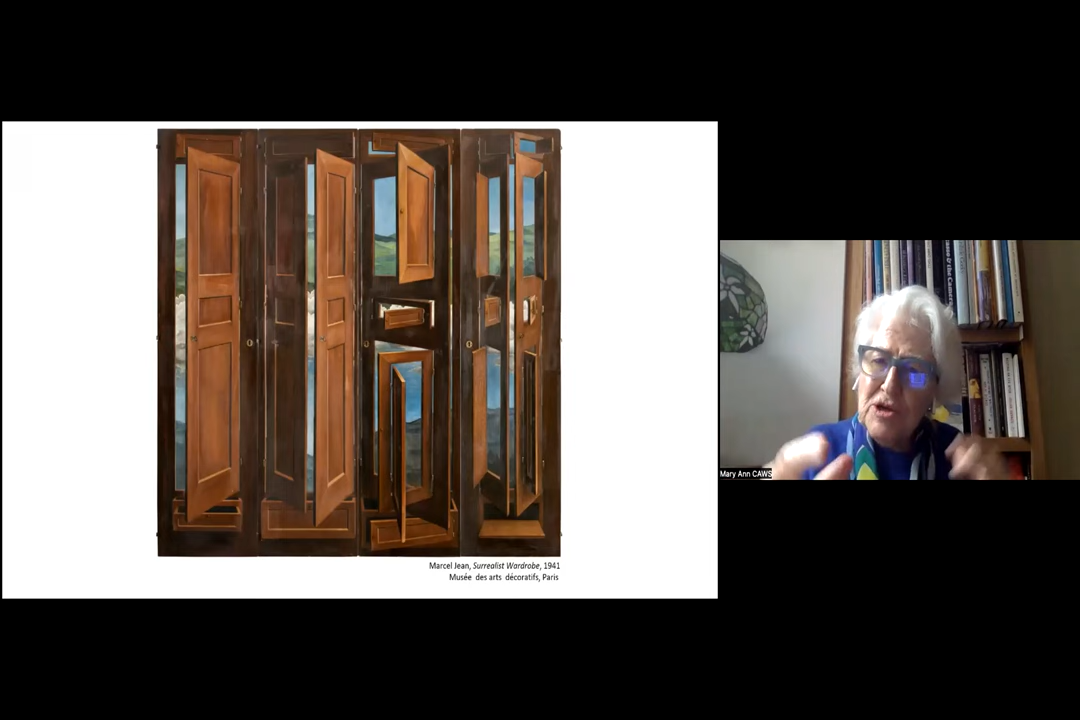 Marcel Jean, Surrealist Wardrobe, 1941
Musée des arts décoratifs, Paris
Mary Ann CAWS